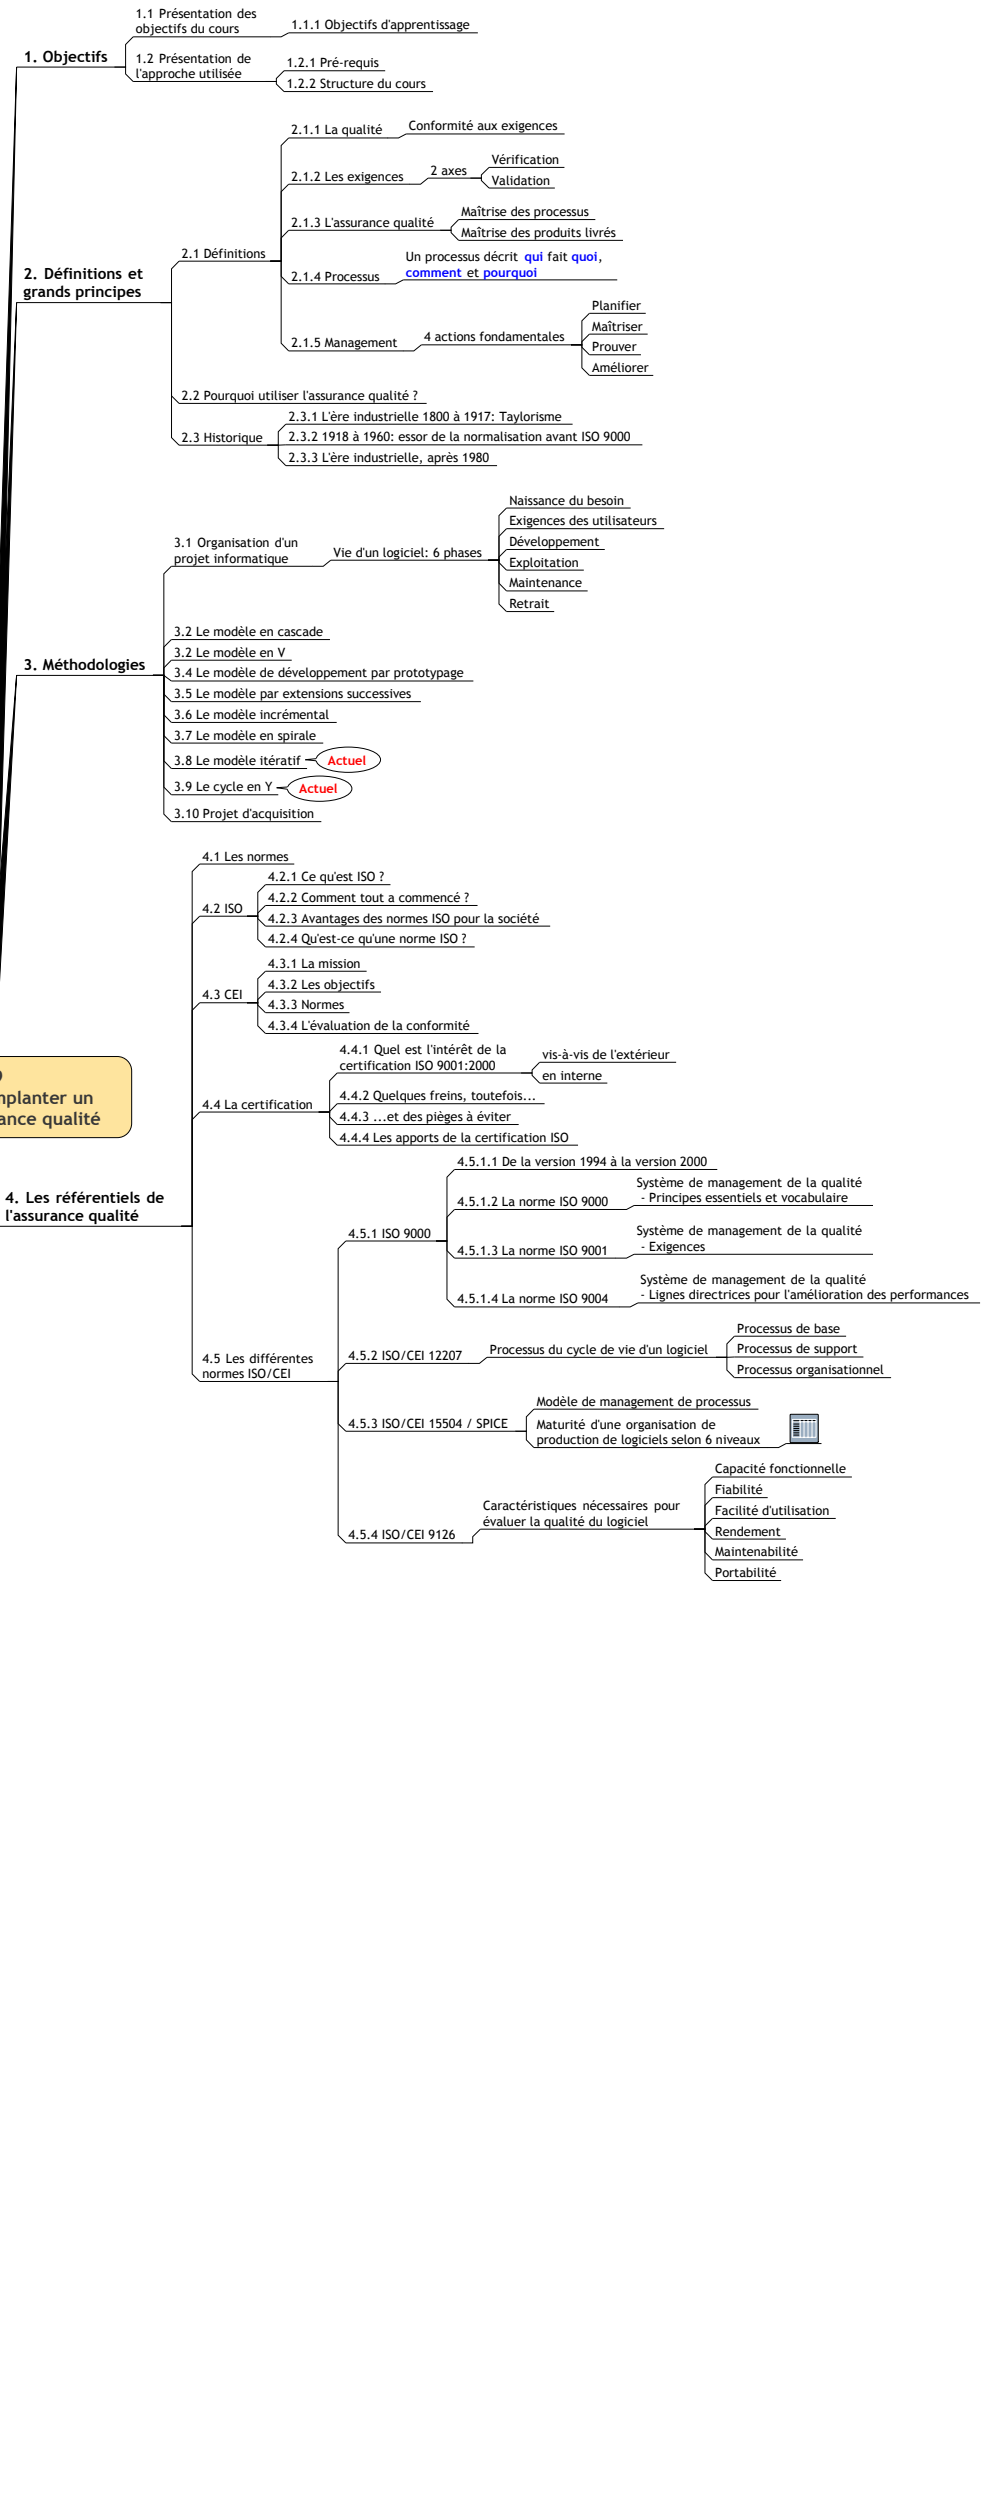 1.1 Présentation des
objectifs du cours
1.1.1 Objectifs d'apprentissage
1. Objectifs
1.2 Présentation de
l'approche utilisée
1.2.1 Pré-requis
1.2.2 Structure du cours
2.1.1 La qualité
Conformité aux exigences
2.1.2 Les exigences
2 axes
Vérification
Validation
2.1.3 L'assurance qualité
Maîtrise des processus
Maîtrise des produits livrés
2.1 Définitions
2. Définitions et
grands principes
2.1.4 Processus
Un processus décrit qui fait quoi,
comment et pourquoi
2.1.5 Management
4 actions fondamentales
Planifier
Maîtriser
Prouver
Améliorer
2.2 Pourquoi utiliser l'assurance qualité ?
2.3 Historique
2.3.1 L'ère industrielle 1800 à 1917: Taylorisme
2.3.2 1918 à 1960: essor de la normalisation avant ISO 9000
2.3.3 L'ère industrielle, après 1980
3.1 Organisation d'un
projet informatique
Vie d'un logiciel: 6 phases
Naissance du besoin
Exigences des utilisateurs
Développement
Exploitation
Maintenance
Retrait
3. Méthodologies
3.2 Le modèle en cascade
3.2 Le modèle en V
3.4 Le modèle de développement par prototypage
3.5 Le modèle par extensions successives
3.6 Le modèle incrémental
3.7 Le modèle en spirale
3.8 Le modèle itératif
Actuel
3.9 Le cycle en Y
Actuel
3.10 Projet d'acquisition
4.1 Les normes
4.2 ISO
4.2.1 Ce qu'est ISO ?
4.2.2 Comment tout a commencé ?
4.2.3 Avantages des normes ISO pour la société
4.2.4 Qu'est-ce qu'une norme ISO ?
4.3 CEI
4.3.1 La mission
4.3.2 Les objectifs
4.3.3 Normes
4.3.4 L'évaluation de la conformité
4.4 La certification
4.4.1 Quel est l'intérêt de la
certification ISO 9001:2000
vis-à-vis de l'extérieur
en interne
4.4.2 Quelques freins, toutefois...
4.4.3 ...et des pièges à éviter
4.4.4 Les apports de la certification ISO
mplanter un
ance qualité
4. Les référentiels de
l'assurance qualité
4.5 Les différentes
normes ISO/CEI
4.5.1 ISO 9000
4.5.1.1 De la version 1994 à la version 2000
4.5.1.2 La norme ISO 9000
Système de management de la qualité
- Principes essentiels et vocabulaire
4.5.1.3 La norme ISO 9001
Système de management de la qualité
- Exigences
4.5.1.4 La norme ISO 9004
Système de management de la qualité
- Lignes directrices pour l'amélioration des performances
4.5.2 ISO/CEI 12207
Processus du cycle de vie d'un logiciel
Processus de base
Processus de support
Processus organisationnel
4.5.3 ISO/CEI 15504 / SPICE
Modèle de management de processus
Maturité d'une organisation de
production de logiciels selon 6 niveaux
4.5.4 ISO/CEI 9126
Caractéristiques nécessaires pour
évaluer la qualité du logiciel
Capacité fonctionnelle
Fiabilité
Facilité d'utilisation
Rendement
Maintenabilité
Portabilité